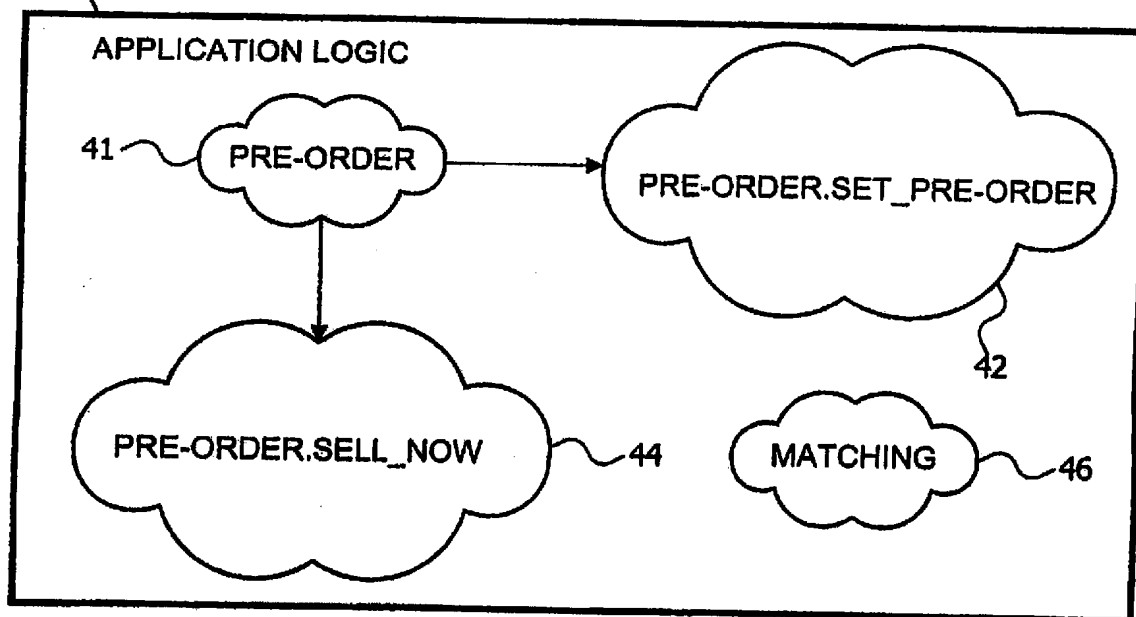 APPLICATION LOGIC
41
PRE-ORDER
PRE-ORDER.SET_PRE-ORDER
42
PRE-ORDER.SELL_NOW
44
MATCHING
46